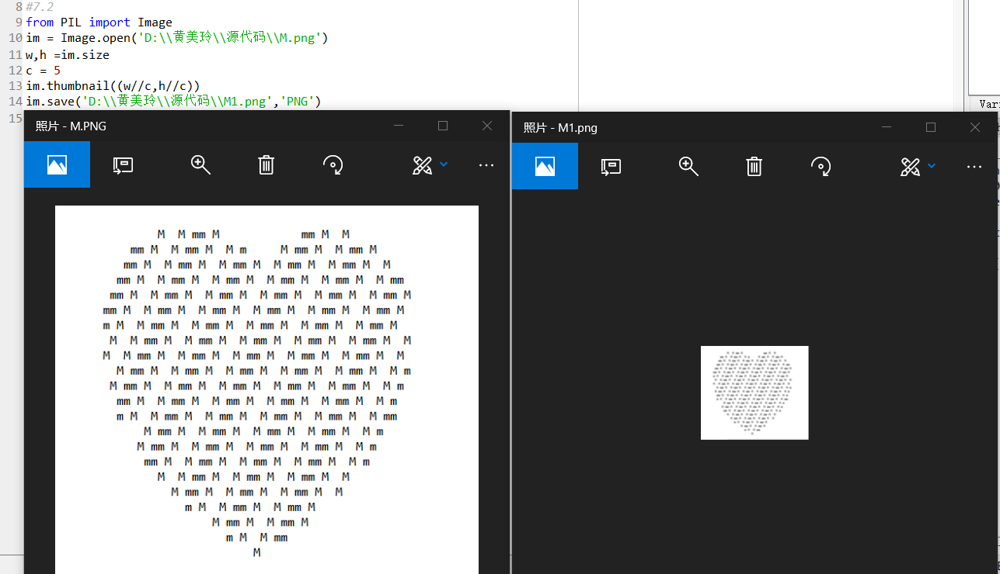 8 #7.2
9 from PIL import Image
10 im = Image.open('D:\\黄美玲\\源代码\\M.png')
11 w,h =im.size
12 c = 5
13 im.thumbnail((w//c,h//c))
14 im.save('D:\\黄美玲\\源代码\\M1.png','PNG')
15
照片 - M.PNG
照片 - M1.png
M  M mm M            mm M  M
mm M  M mm M  M m     M mm M  M mm M
mm M  M mm M  M mm M  M mm M  M mm M  M
mm M  M mm M  M mm M  M mm M  M mm M  M mm
mm M  M mm M  M mm M  M mm M  M mm M  M mm M
mm M  M mm M  M mm M  M mm M  M mm M  M mm M
m M  M mm M  M mm M  M mm M  M mm M  M mm M
M  M mm M  M mm M  M mm M  M mm M  M mm M  M
M  M mm M  M mm M  M mm M  M mm M  M mm M  M
M mm M  M mm M  M mm M  M mm M  M mm M  M m
M mm M  M mm M  M mm M  M mm M  M mm M  M m
mm M  M mm M  M mm M  M mm M  M mm M  M m
m M  M mm M  M mm M  M mm M  M mm M  M mm
M mm M  M mm M  M mm M  M mm M  M m
M mm M  M mm M  M mm M  M mm M  M m
mm M  M mm M  M mm M  M mm M  M m
M  M mm M  M mm M  M mm M  M
M mm M  M mm M  M mm M  M
m M  M mm M  M mm M
M mm M  M mm M
m M  M mm
M